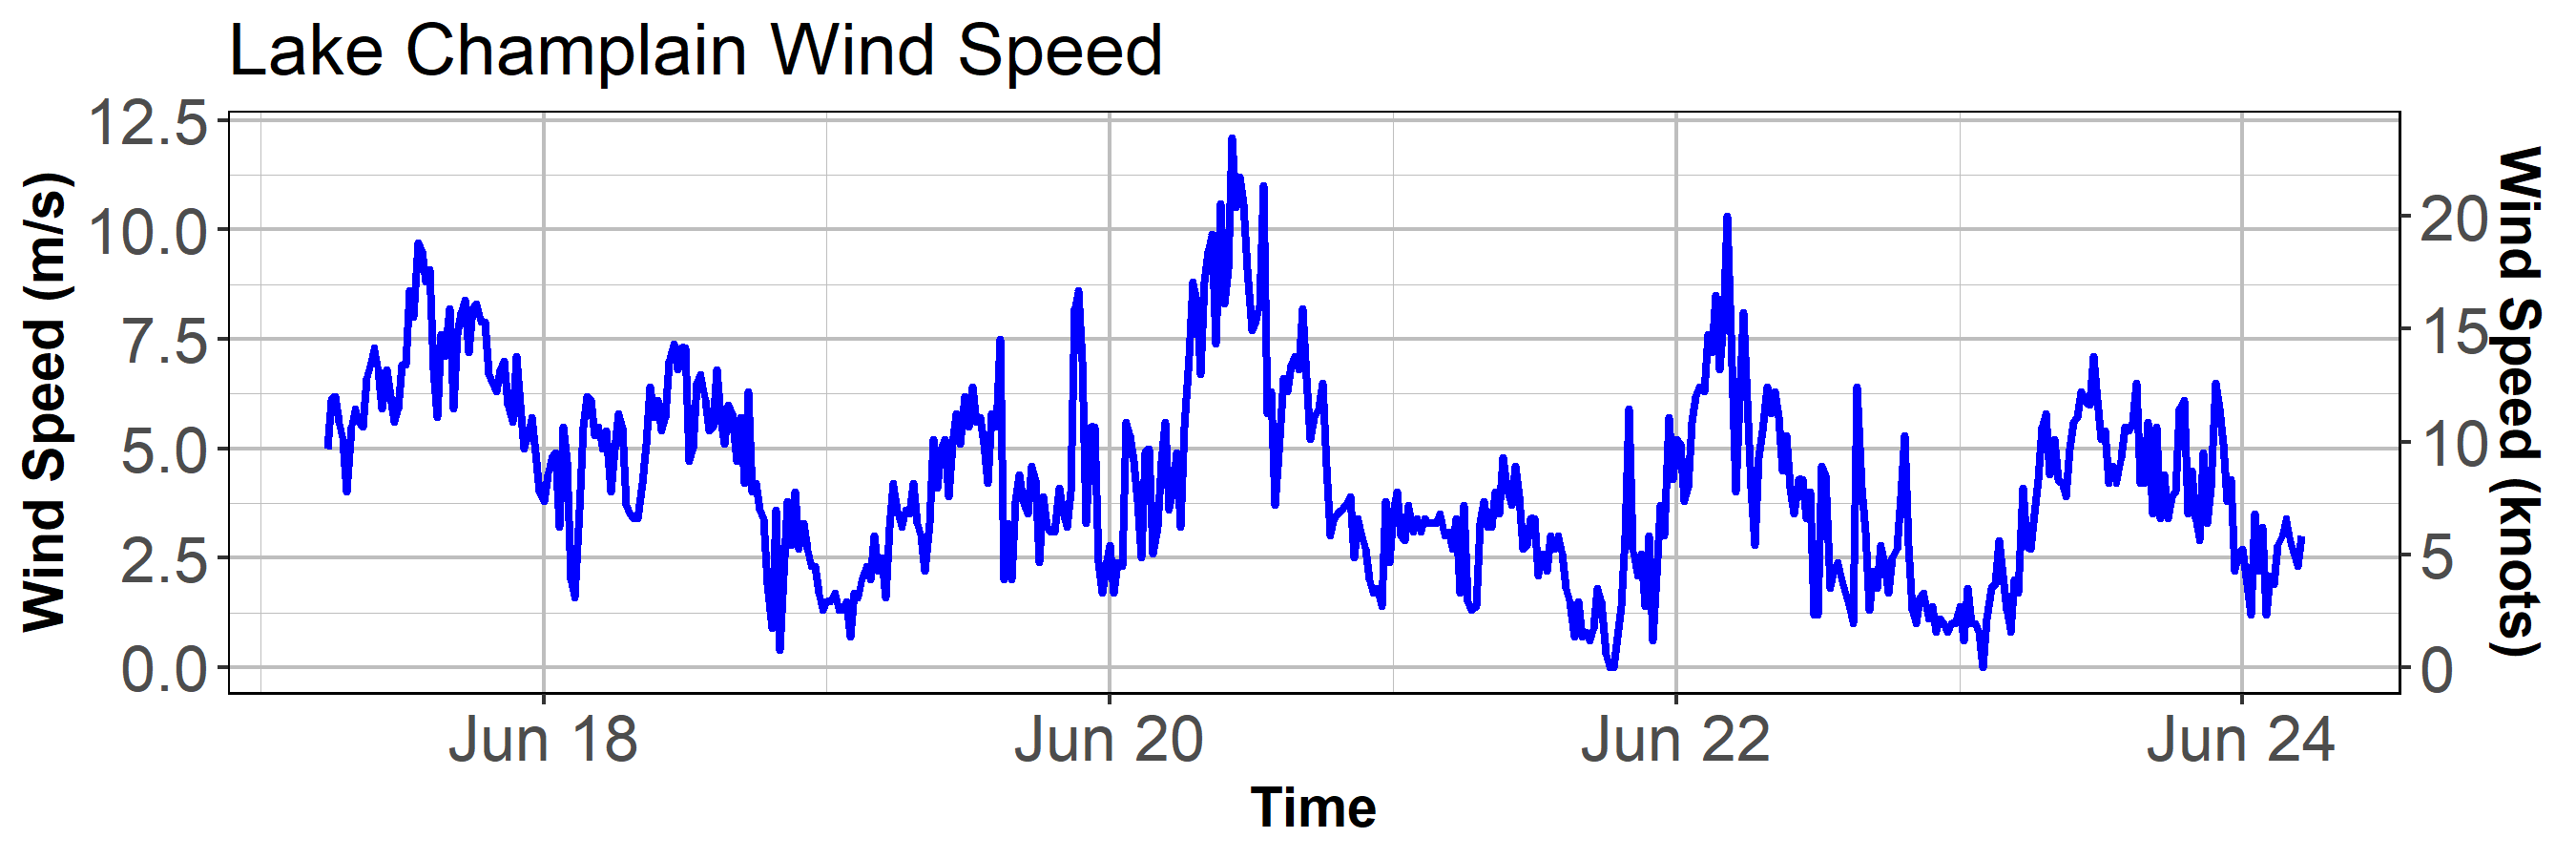 Lake Champlain Wind Speed
Wind Speed (m/s)
12.5
10.0
7.5
5.0
2.5
0.0
20
15
10
5
0
Wind Speed (knots)
Jun 18
Jun 20
Jun 22
Jun 24
Time